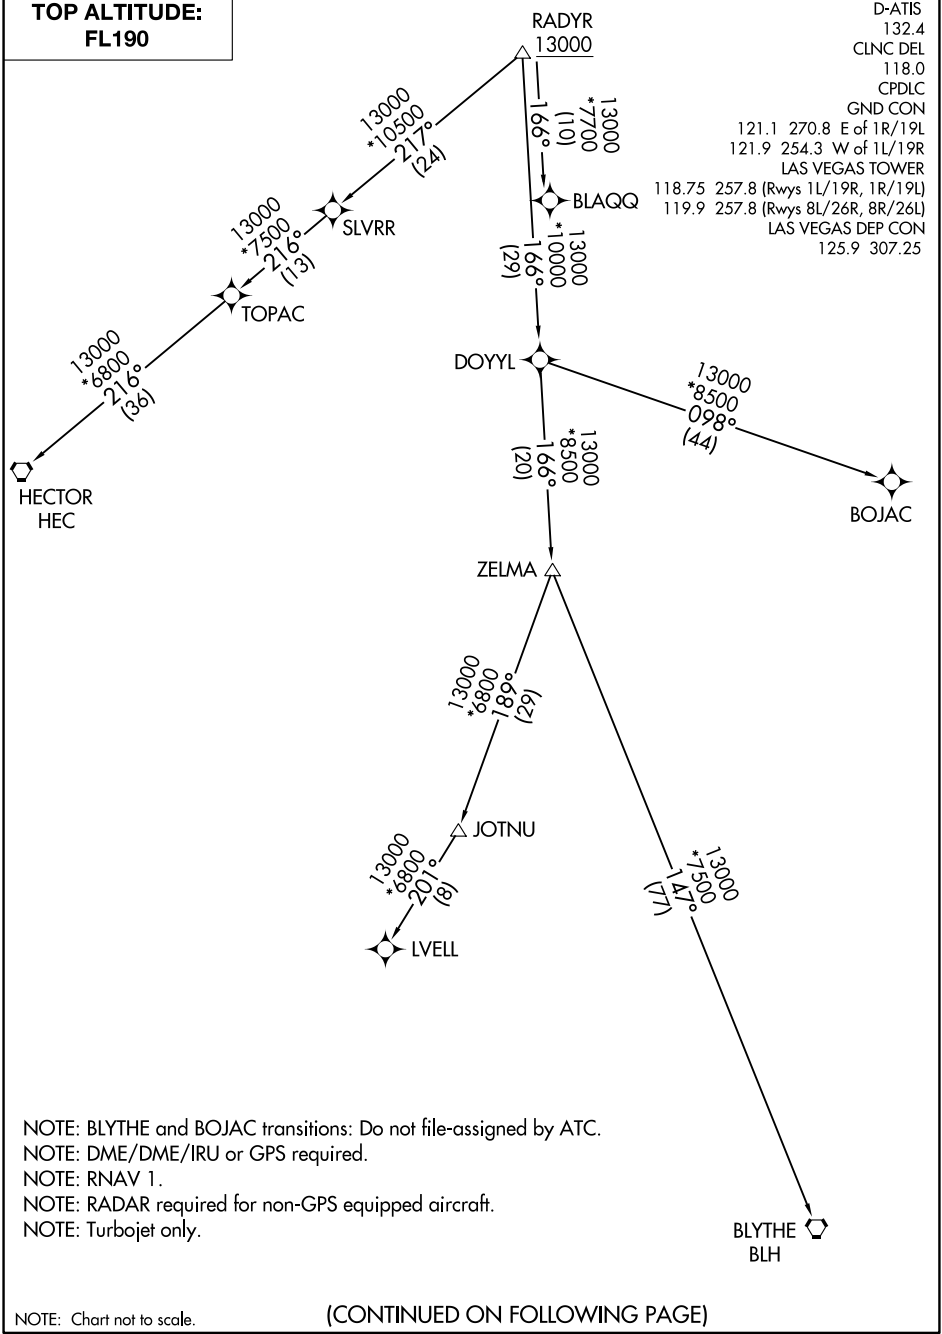 TOP ALTITUDE:
FL190
D-ATIS
132.4
CLNC DEL
118.0
CPDLC
GND CON
121.1 270.8 E of 1R/19L
121.9 254.3 W of 1L/19R
LAS VEGAS TOWER
118.75 257.8 (Rwys 1L/19R, 1R/19L)
119.9 257.8 (Rwys 8L/26R, 8R/26L)
LAS VEGAS DEP CON
125.9 307.25
RADYR
13000
13000
*10500
217°
(24)
13000
*7700
166°
(10)
BLAQQ
SLVRR
13000
*7500
216°
(13)
13000
*10000
166°
(29)
TOPAC
13000
*6800
216°
(36)
DOYYL
13000
*8500
098°
(44)
13000
*8500
166°
(20)
HECTOR
HEC
BOJAC
ZELMA
13000
*6800
189°
(29)
JOTNU
13000
*6800
201°
(8)
13000
*7500
147°
(77)
LVELL
NOTE: BLYTHE and BOJAC transitions: Do not file-assigned by ATC.
NOTE: DME/DME/IRU or GPS required.
NOTE: RNAV 1.
NOTE: RADAR required for non-GPS equipped aircraft.
NOTE: Turbojet only.
BLYTHE
BLH
NOTE: Chart not to scale.
(CONTINUED ON FOLLOWING PAGE)